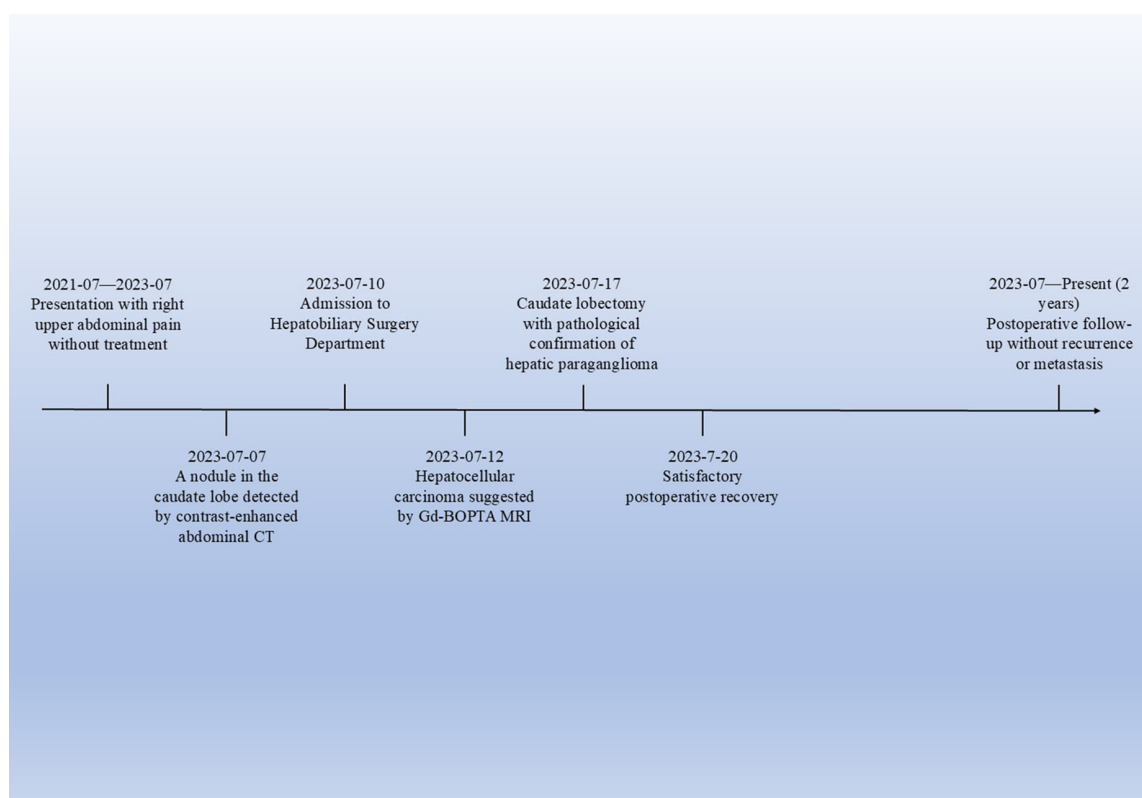 2021-07—2023-07
Presentation with right
upper abdominal pain
without treatment
2023-07-07
A nodule in the
caudate lobe detected
by contrast-enhanced
abdominal CT
2023-07-10
Admission to
Hepatobiliary Surgery
Department
2023-07-12
Hepatocellular
carcinoma suggested
by Gd-BOPTA MRI
2023-07-17
Caudate lobectomy
with pathological
confirmation of
hepatic paraganglioma
2023-7-20
Satisfactory
postoperative recovery
2023-07—Present (2
years)
Postoperative follow-
up without recurrence
or metastasis